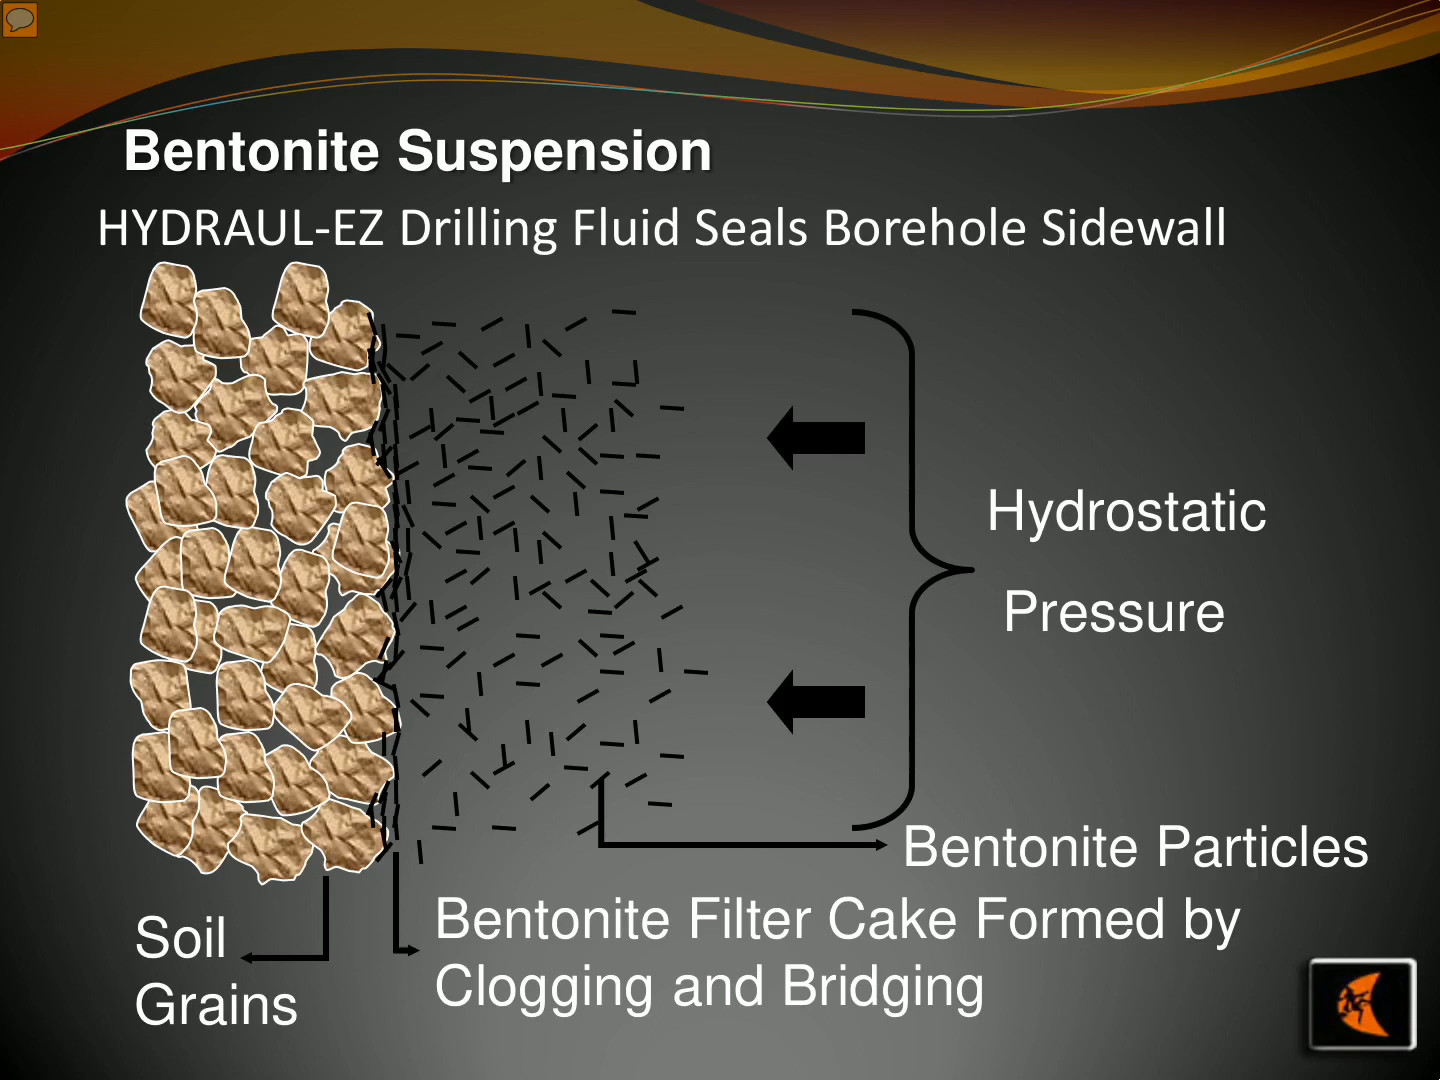 Bentonite Suspension
HYDRAUL-EZ Drilling Fluid Seals Borehole Sidewall
Hydrostatic
Pressure
Bentonite Particles
Bentonite Filter Cake Formed by
Clogging and Bridging
Soil
Grains